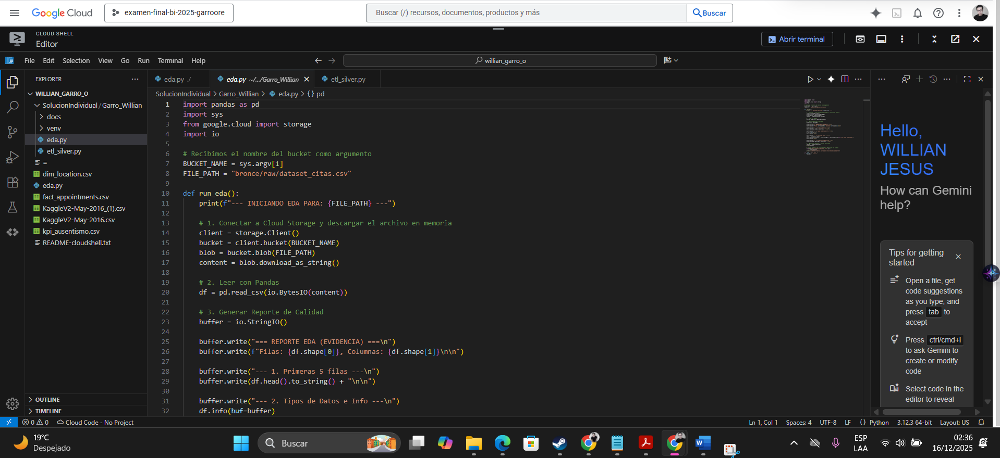 Google Cloud
examen-final-bi-2025-garroore
Buscar (/) recursos, documentos, productos y más
Buscar
CLOUD SHELL
Editor
Abrir terminal
File Edit Selection View Go Run Terminal Help
willian_garro_o
EXPLORER
WILLIAN_GARRO_O
SolucionIndividual / Garro_Willian
docs
venv
eda.py
etl_silver.py
=
dim_location.csv
eda.py
fact_appointments.csv
KaggleV2-May-2016_(1).csv
KaggleV2-May-2016.csv
kpi_ausentismo.csv
README-cloudshell.txt
OUTLINE
TIMELINE
eda.py ./
eda.py ~/.../Garro_Willian
etl_silver.py
SolucionIndividual > Garro_Willian > eda.py > {} pd
1 import pandas as pd
2 import sys
3 from google.cloud import storage
4 import io
5
6 # Recibimos el nombre del bucket como argumento
7 BUCKET_NAME = sys.argv[1]
8 FILE_PATH = "bronce/raw/dataset_citas.csv"
9
10 def run_eda():
11 print(f"--- INICIANDO EDA PARA: {FILE_PATH} ---")
12
13 # 1. Conectar a Cloud Storage y descargar el archivo en memoria
14 client = storage.Client()
15 bucket = client.bucket(BUCKET_NAME)
16 blob = bucket.blob(FILE_PATH)
17 content = blob.download_as_string()
18
19 # 2. Leer con Pandas
20 df = pd.read_csv(io.BytesIO(content))
21
22 # 3. Generar Reporte de Calidad
23 buffer = io.StringIO()
24
25 buffer.write("=== REPORTE EDA (EVIDENCIA) ===\n")
26 buffer.write(f"Filas: {df.shape[0]}, Columnas: {df.shape[1]}\n\n")
27
28 buffer.write("--- 1. Primeras 5 filas ---\n")
29 buffer.write(df.head().to_string() + "\n\n")
30
31 buffer.write("--- 2. Tipos de Datos e Info ---\n")
32 df.info(buf=buffer)
Hello,
WILLIAN
JESUS
How can Gemini
help?
Tips for getting
started
Open a file, get
code suggestions
as you type, and
press tab to
accept
Press ctrl/cmd+i
to ask Gemini to
create or modify
code
Select code in the
editor to reveal
0 0 Cloud Code - No Project
Ln 1, Col 1 Spaces: 4 UTF-8 LF {} Python 3.12.3 64-bit Layout: US
19°C
Despejado
Buscar
ESP
LAA
02:36
16/12/2025